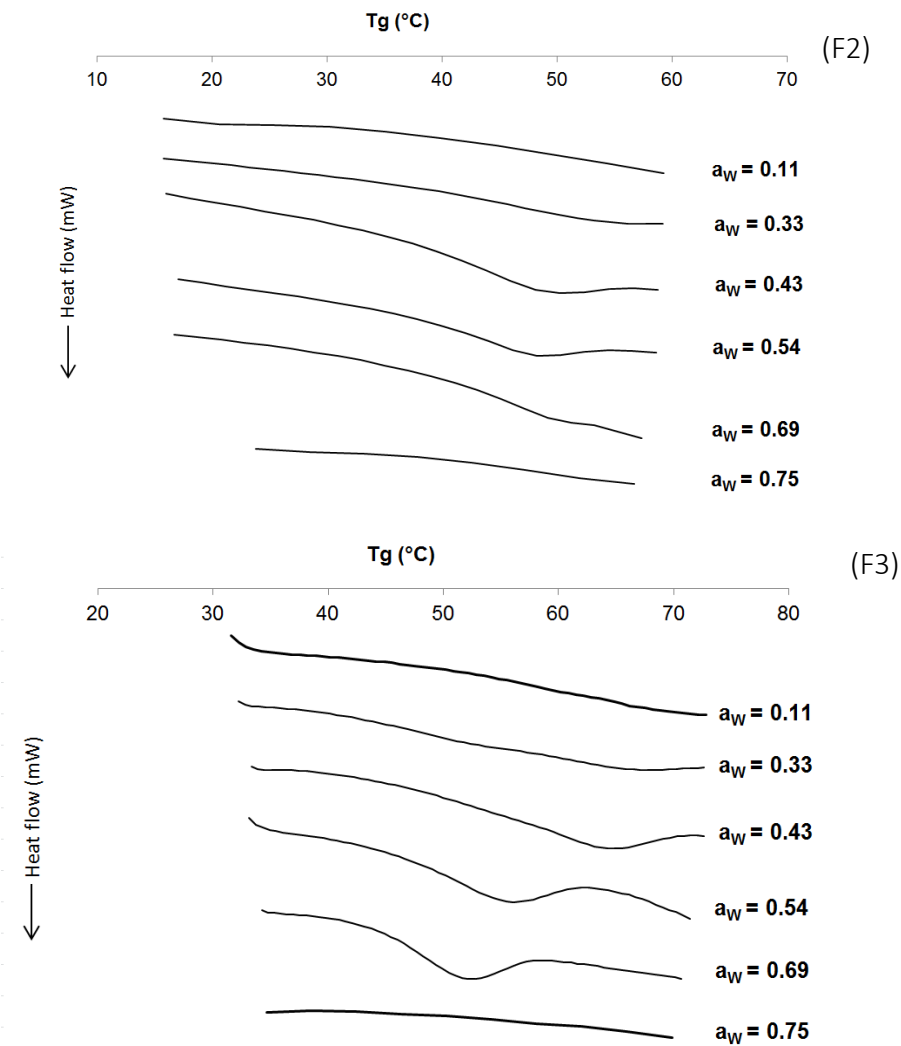 Tg (°C)
(F2)
10 20 30 40 50 60 70
aW = 0.11
aW = 0.33
Heat flow (mW)
aW = 0.43
aW = 0.54
aW = 0.69
aW = 0.75
Tg (°C)
(F3)
20 30 40 50 60 70 80
aW = 0.11
aW = 0.33
Heat flow (mW)
aW = 0.43
aW = 0.54
aW = 0.69
aW = 0.75